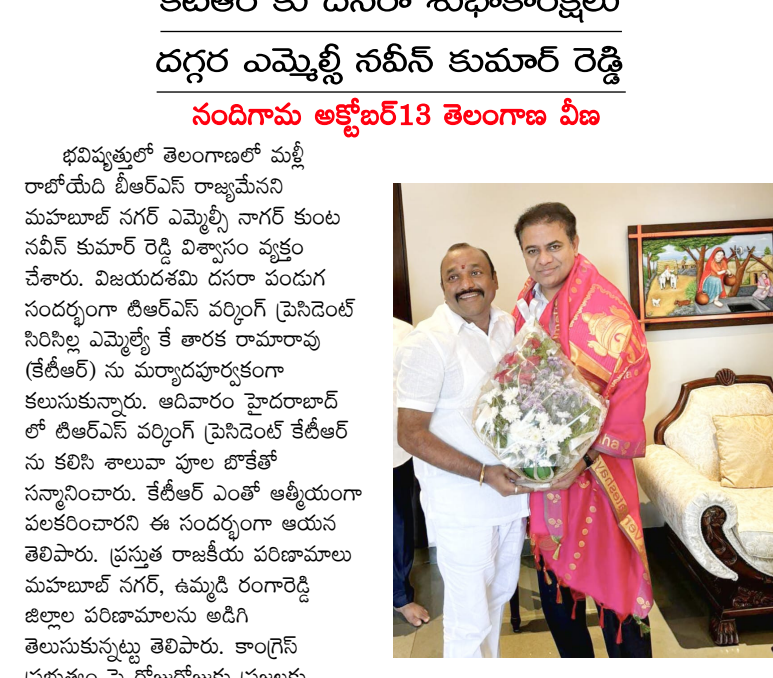 కేటీఆర్ కు దసరా శుభాకాంక్షలు
దగ్గర ఎమ్మెల్సీ నవీన్ కుమార్ రెడ్డి
నందిగామ అక్టోబర్13 తెలంగాణ వీణ
భవిష్యత్తులో తెలంగాణలో మళ్లీ
రాబోయేది బీఆర్ఎస్ రాజ్యమేనని
మహబూబ్ నగర్ ఎమ్మెల్సీ నాగర్ కుంట
నవీన్ కుమార్ రెడ్డి విశ్వాసం వ్యక్తం
చేశారు. విజయదశమి దసరా పండుగ
సందర్భంగా టిఆర్ఎస్ వర్కింగ్ ప్రెసిడెంట్
సిరిసిల్ల ఎమ్మెల్యే కే తారక రామారావు
(కేటీఆర్) ను మర్యాదపూర్వకంగా
కలుసుకున్నారు. ఆదివారం హైదరాబాద్
లో టిఆర్ఎస్ వర్కింగ్ ప్రెసిడెంట్ కేటీఆర్
ను కలిసి శాలువా పూల బొకేతో
సన్మానించారు. కేటీఆర్ ఎంతో ఆత్మీయంగా
పలకరించారని ఈ సందర్భంగా ఆయన
తెలిపారు. ప్రస్తుత రాజకీయ పరిణామాలు
మహబూబ్ నగర్, ఉమ్మడి రంగారెడ్డి
జిల్లాల పరిణామాలను అడిగి
తెలుసుకున్నట్టు తెలిపారు. కాంగ్రెస్